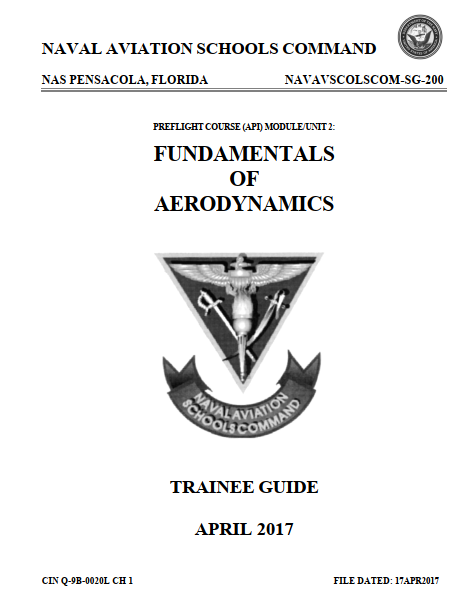 NAVAL AVIATION SCHOOLS COMMAND
NAS PENSACOLA, FLORIDA NAVAVSCOLSCOM-SG-200
PREFLIGHT COURSE (API) MODULE/UNIT 2:
FUNDAMENTALS
OF
AERODYNAMICS
NAVAL AVIATION
SCHOOLS COMMAND
TRAINEE GUIDE
APRIL 2017
CIN Q-9B-0020L CH 1 FILE DATED: 17APR2017